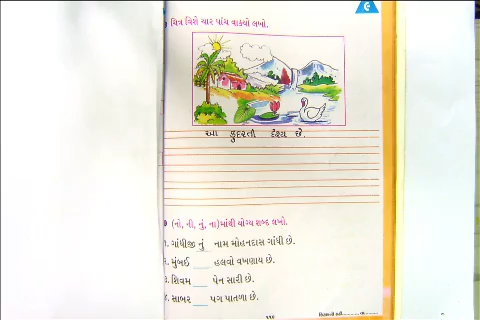 ૯
ચિત્ર વિશે ચાર પાંચ વાક્યો લખો.
આ કુદરતી દૃશ્ય છે.
(નો, ની, નું, ના)માંથી યોગ્ય શબ્દ લખો.
૧. ગાંધીજી નું નામ મોહનદાસ ગાંધી છે.
૨. મુંબઈ ___ હલવો વખણાય છે.
૩. શિવમ ___ પેન સારી છે.
૪. સાબર ___ પગ પાતળા છે.